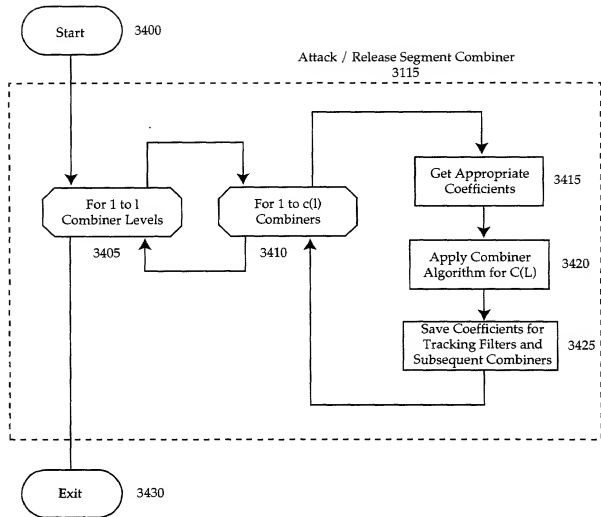 Start
3400
Attack / Release Segment Combiner
3115
For 1 to l
Combiner Levels
3405
For 1 to c(l)
Combiners
3410
Get Appropriate
Coefficients
3415
Apply Combiner
Algorithm for C(L)
3420
Save Coefficients for
Tracking Filters and
Subsequent Combiners
3425
Exit
3430